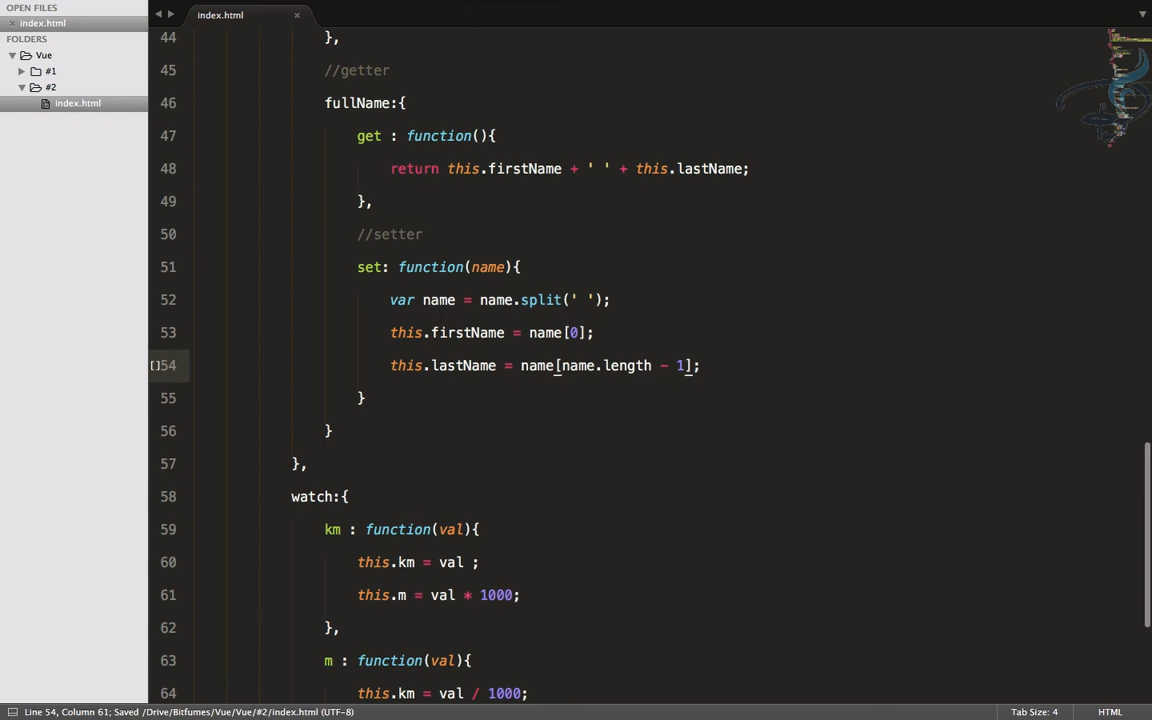 OPEN FILES
× index.html
FOLDERS
Vue
#1
#2
index.html
index.html ×
44 },
45 //getter
46 fullName:{
47 get : function(){
48 return this.firstName + ' ' + this.lastName;
49 },
50 //setter
51 set: function(name){
52 var name = name.split(' ');
53 this.firstName = name[0];
54 this.lastName = name[name.length - 1];
55 }
56 }
57 },
58 watch:{
59 km : function(val){
60 this.km = val ;
61 this.m = val * 1000;
62 },
63 m : function(val){
64 this.km = val / 1000;
Line 54, Column 61; Saved /Drive/Bitfumes/Vue/Vue/#2/index.html (UTF-8) Tab Size: 4 HTML